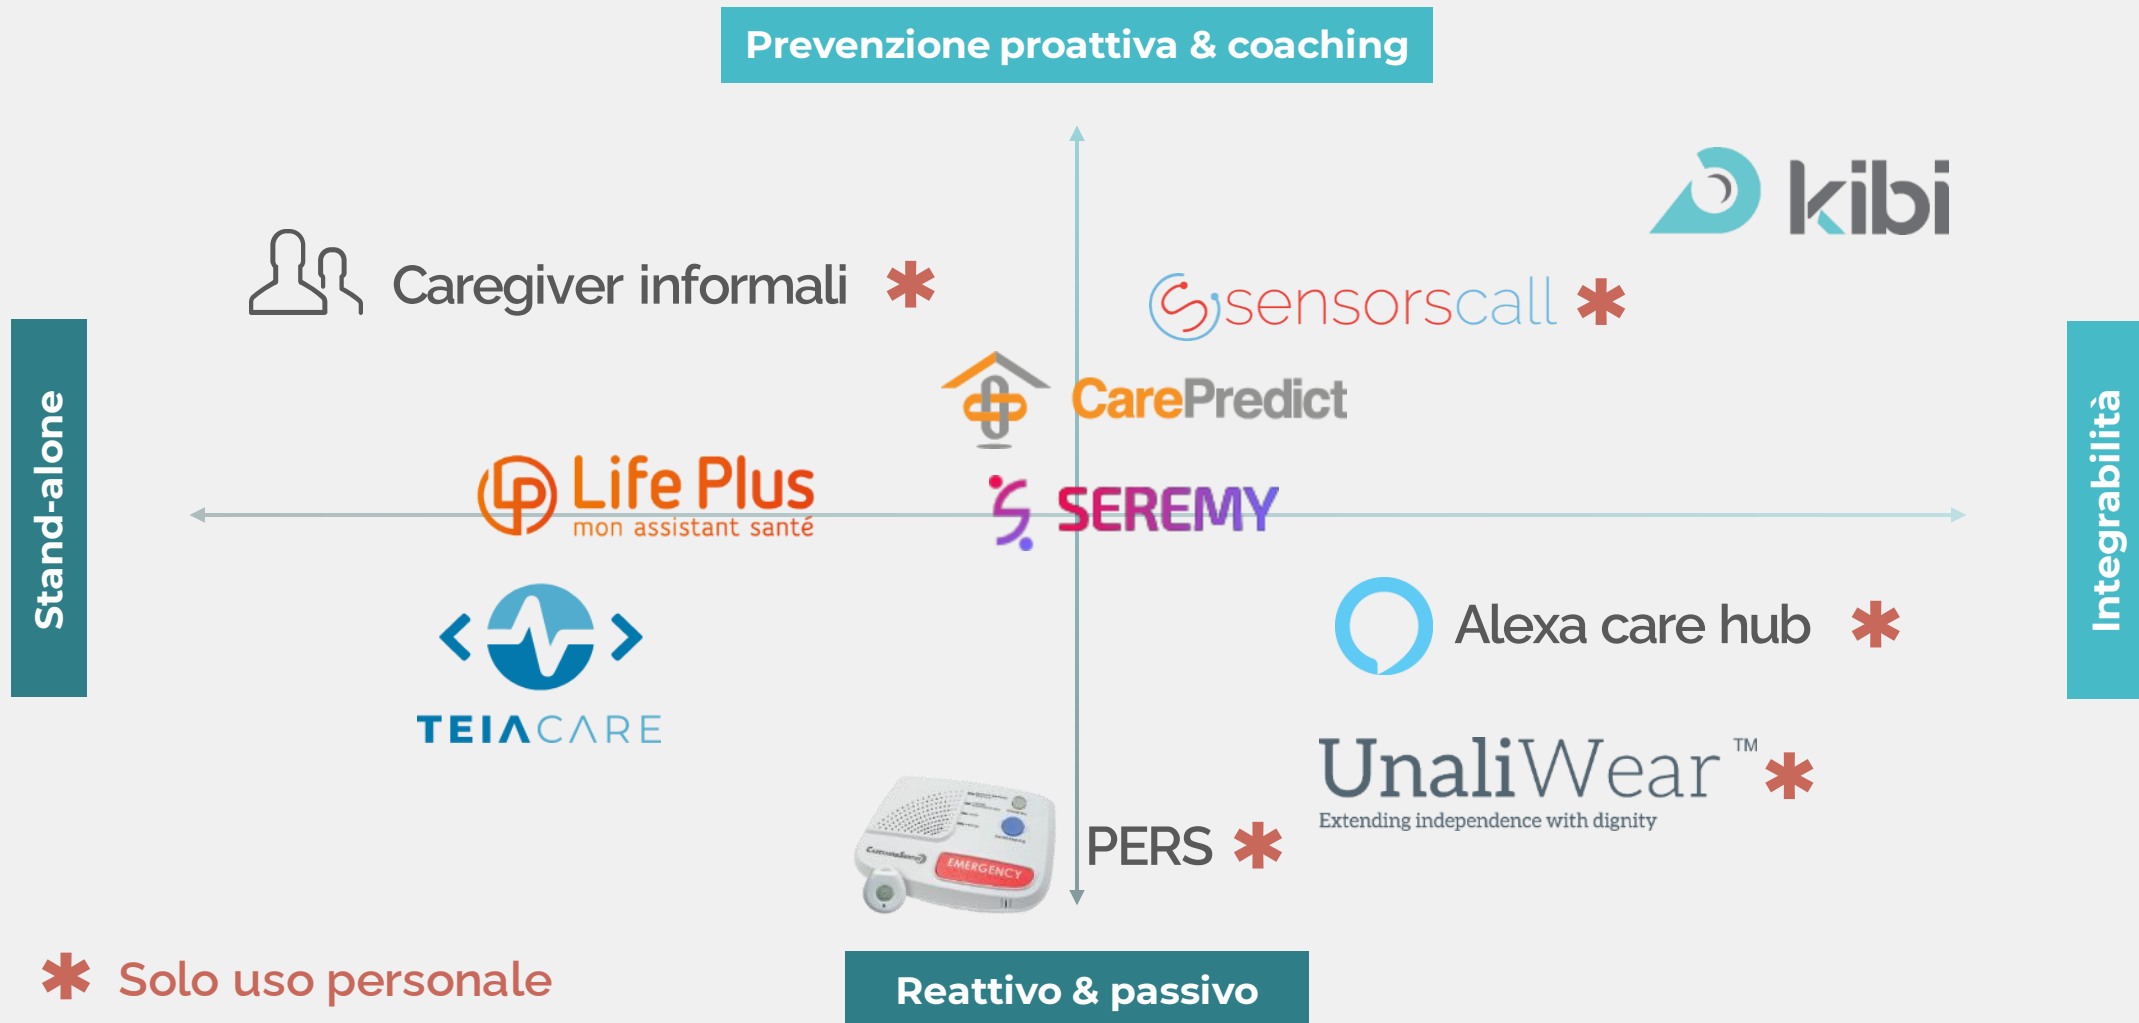 Prevenzione proattiva & coaching
kibi
Caregiver informali *
sensorscall *
CarePredict
Stand-alone
Integrabilità
Life Plus
mon assistant santé
SEREMY
Alexa care hub *
TEIACARE
UnaliWear™ *
Extending independence with dignity
EMERGENCY
PERS *
* Solo uso personale
Reattivo & passivo